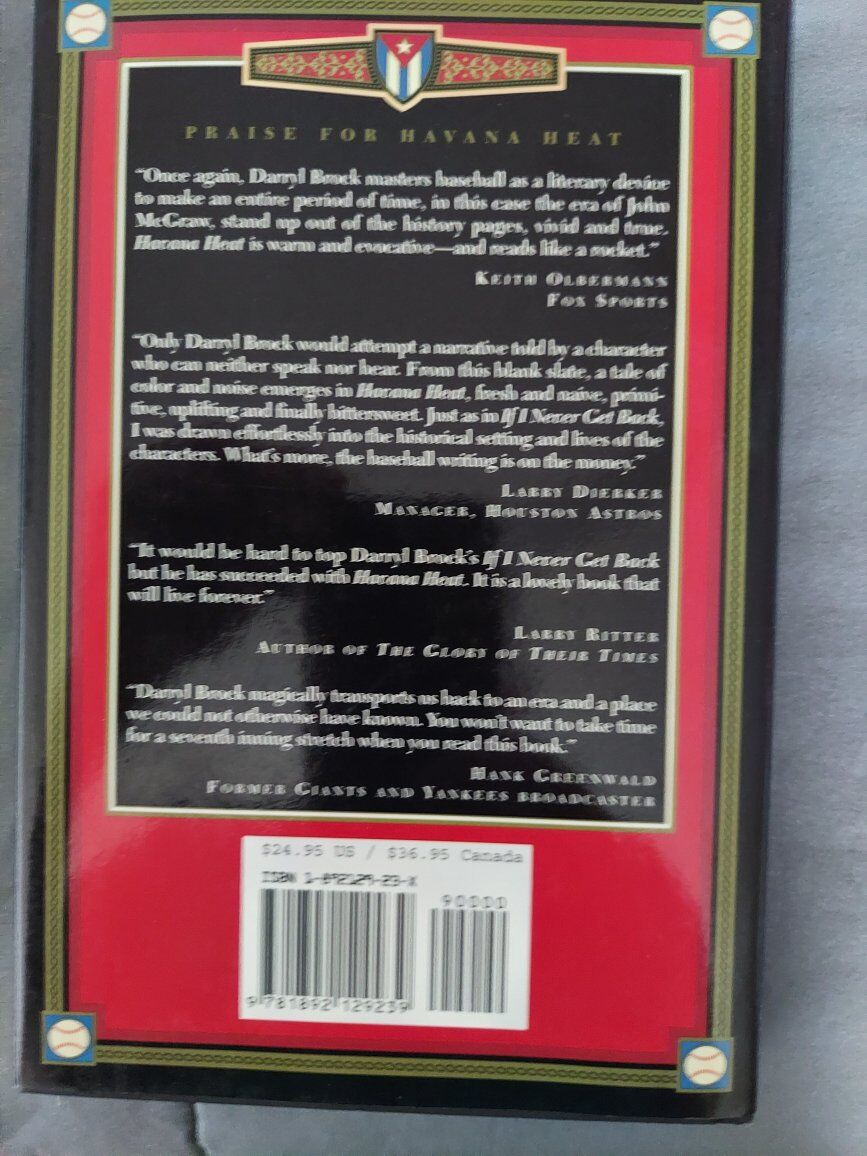 PRAISE FOR HAVANA HEAT
“Once again, Darryl Brock masters baseball as a literary device
to make an entire period of time, in this case the era of John
McGraw, stand up out of the history pages, vivid and true.
Havana Heat is warm and evocative—and reads like a rocket.”
KEITH OLBERMANN
FOX SPORTS
“Only Darryl Brock would attempt a narrative told by a character
who can neither speak nor hear. From this blank slate, a tale of
color and noise emerges in Havana Heat, fresh and naive, primi-
tive, uplifting and finally bittersweet. Just as in If I Never Get Back,
I was drawn effortlessly into the historical setting and lives of the
characters. What's more, the baseball writing is on the money.”
LARRY DIERKER
MANAGER, HOUSTON ASTROS
“It would be hard to top Darryl Brock's If I Never Get Back
but he has succeeded with Havana Heat. It is a lovely book that
will live forever.”
LARRY RITTER
AUTHOR OF THE GLORY OF THEIR TIMES
“Darryl Brock magically transports us back to an era and a place
we could not otherwise have known. You won't want to take time
for a seventh inning stretch when you read this book.”
HANK GREENWALD
FORMER GIANTS AND YANKEES BROADCASTER
$24.95 US / $36.95 Canada
ISBN 1-892129-23-X
90000
9 781892 129239